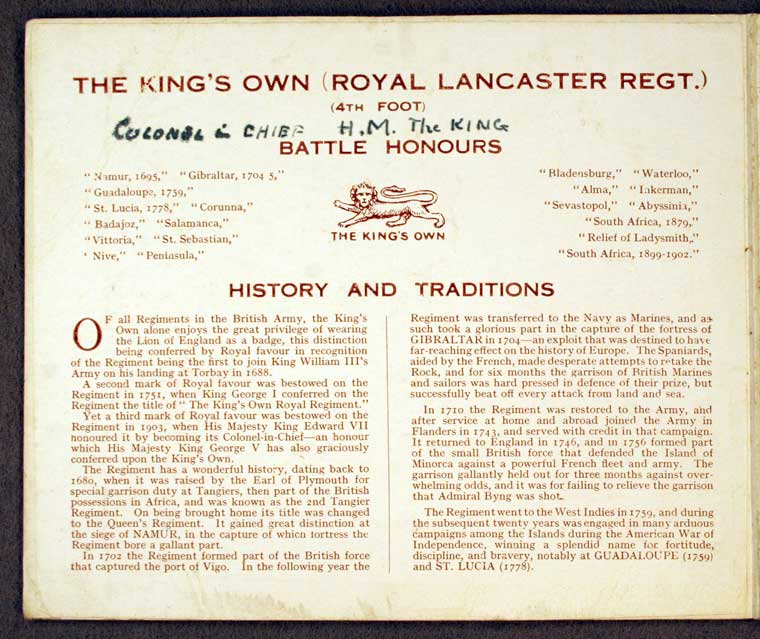 THE KING'S OWN (ROYAL LANCASTER REGT.)
(4TH FOOT)
COLONEL in CHIEF H.M. The KING
BATTLE HONOURS
"Namur, 1695," "Gibraltar, 1704 5,"
"Guadaloupe, 1759,"
"St. Lucia, 1778," "Corunna,"
"Badajoz," "Salamanca,"
"Vittoria," "St. Sebastian,"
' Nive," "Peninsula,"
THE KING'S OWN
"Bladensburg," "Waterloo,"
"Alma," "Inkerman,"
"Sevastopol," "Abyssinia,"
"South Africa, 1879,"
"Relief of Ladysmith,"
"South Africa, 1899-1902."
HISTORY AND TRADITIONS
OF all Regiments in the British Army, the King's
Own alone enjoys the great privilege of wearing
the Lion of England as a badge, this distinction
being conferred by Royal favour in recognition
of the Regiment being the first to join King William III's
Army on his landing at Torbay in 1688.
A second mark of Royal favour was bestowed on the
Regiment in 1751, when King George I conferred on the
Regiment the title of " The King's Own Royal Regiment."
Yet a third mark of Royal favour was bestowed on the
Regiment in 1903, when His Majesty King Edward VII
honoured it by becoming its Colonel-in-Chief—an honour
which His Majesty King George V has also graciously
conferred upon the King's Own.
The Regiment has a wonderful history, dating back to
1680, when it was raised by the Earl of Plymouth for
special garrison duty at Tangiers, then part of the British
possessions in Africa, and was known as the 2nd Tangier
Regiment. On being brought home its title was changed
to the Queen's Regiment. It gained great distinction at
the siege of NAMUR, in the capture of which fortress the
Regiment bore a gallant part.
In 1702 the Regiment formed part of the British force
that captured the port of Vigo. In the following year the
Regiment was transferred to the Navy as Marines, and as
such took a glorious part in the capture of the fortress of
GIBRALTAR in 1704—an exploit that was destined to have
far-reaching effect on the history of Europe. The Spaniards,
aided by the French, made desperate attempts to retake the
Rock, and for six months the garrison of British Marines
and sailors was hard pressed in defence of their prize, but
successfully beat off every attack from land and sea.
In 1710 the Regiment was restored to the Army, and
after service at home and abroad joined the Army in
Flanders in 1743, and served with credit in that campaign.
It returned to England in 1746, and in 1756 formed part
of the small British force that defended the Island of
Minorca against a powerful French fleet and army. The
garrison gallantly held out for three months against over-
whelming odds, and it was for failing to relieve the garrison
that Admiral Byng was shot.
The Regiment went to the West Indies in 1759, and during
the subsequent twenty years was engaged in many arduous
campaigns among the Islands during the American War of
Independence, winning a splendid name for fortitude,
discipline, and bravery, notably at GUADALOUPE (1759)
and ST. LUCIA (1778).